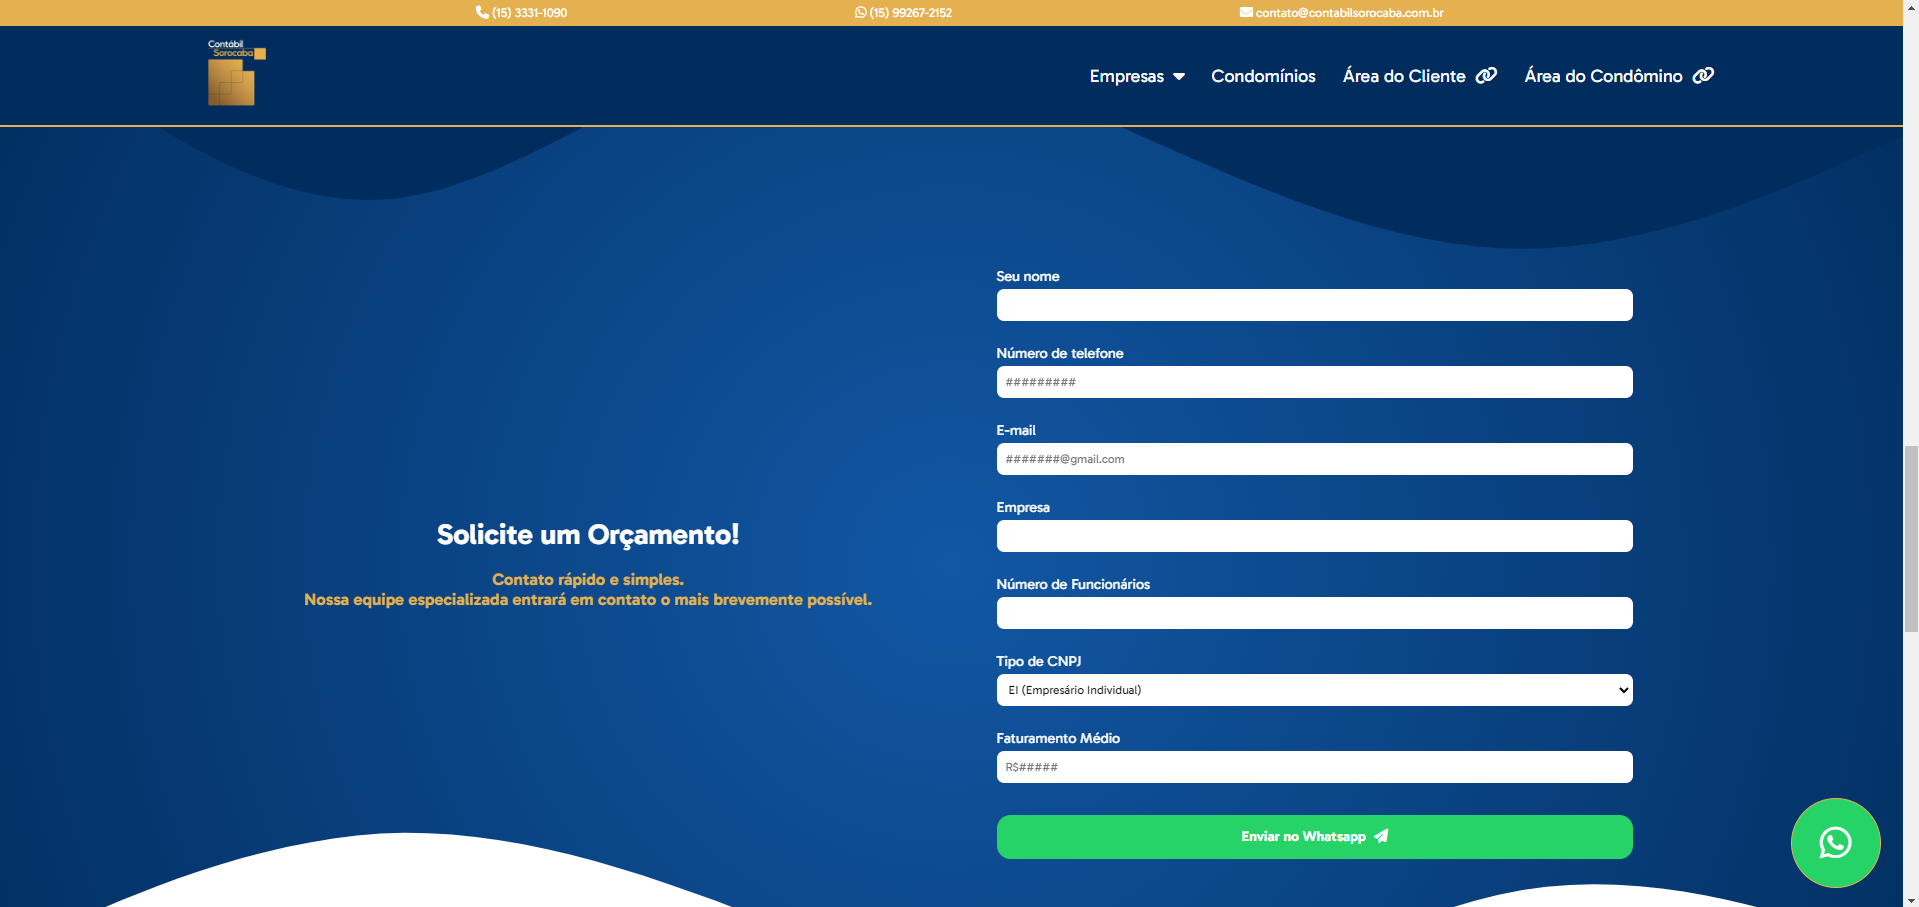 (15) 3331-1090
(15) 99267-2152
contato@contabilsorocaba.com.br
Contábil
Sorocaba
Empresas
Condomínios
Área do Cliente
Área do Condômino
Solicite um Orçamento!
Contato rápido e simples.
Nossa equipe especializada entrará em contato o mais brevemente possível.
Seu nome
Número de telefone
#########
E-mail
#######@gmail.com
Empresa
Número de Funcionários
Tipo de CNPJ
EI (Empresário Individual)
Faturamento Médio
R$#####
Enviar no Whatsapp